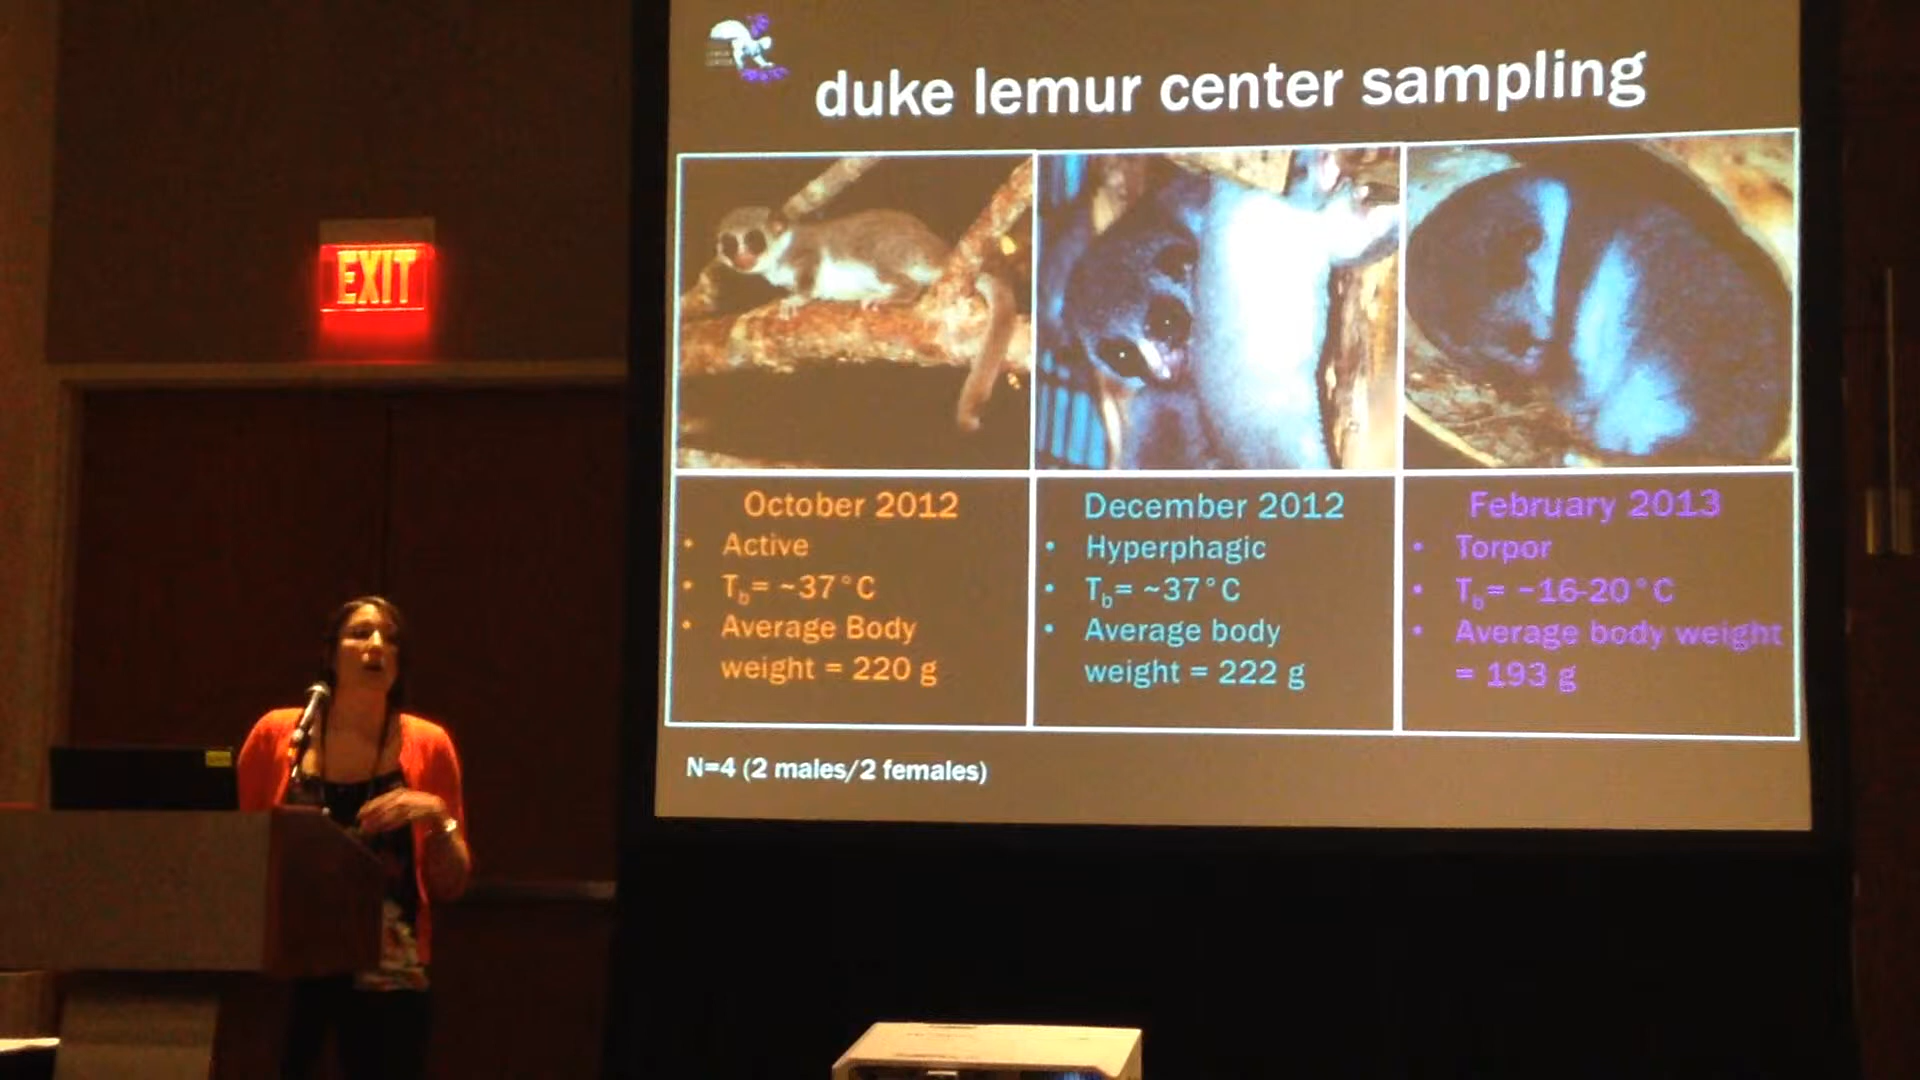 duke lemur center sampling
EXIT
October 2012
• Active
• Tb= ~37°C
• Average Body
weight = 220 g
December 2012
• Hyperphagic
• Tb= ~37°C
• Average body
weight = 222 g
February 2013
• Torpor
• Tb= ~16-20°C
• Average body weight
= 193 g
N=4 (2 males/2 females)